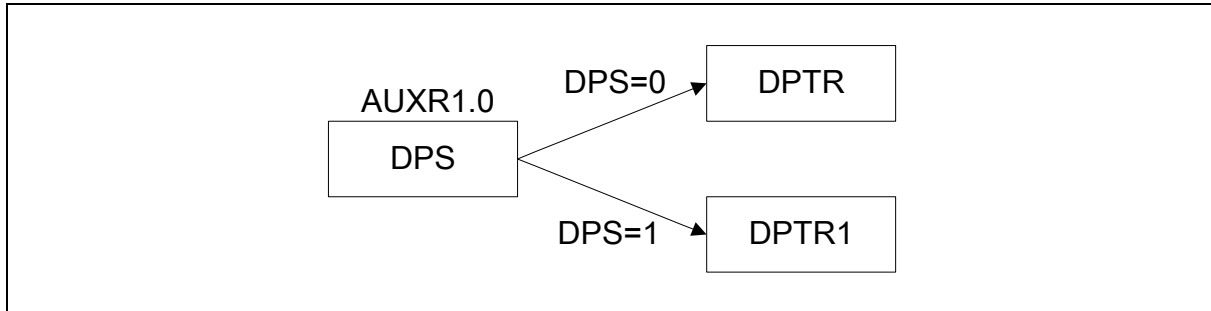 DPS=0
DPTR
AUXR1.0
DPS
DPS=1
DPTR1